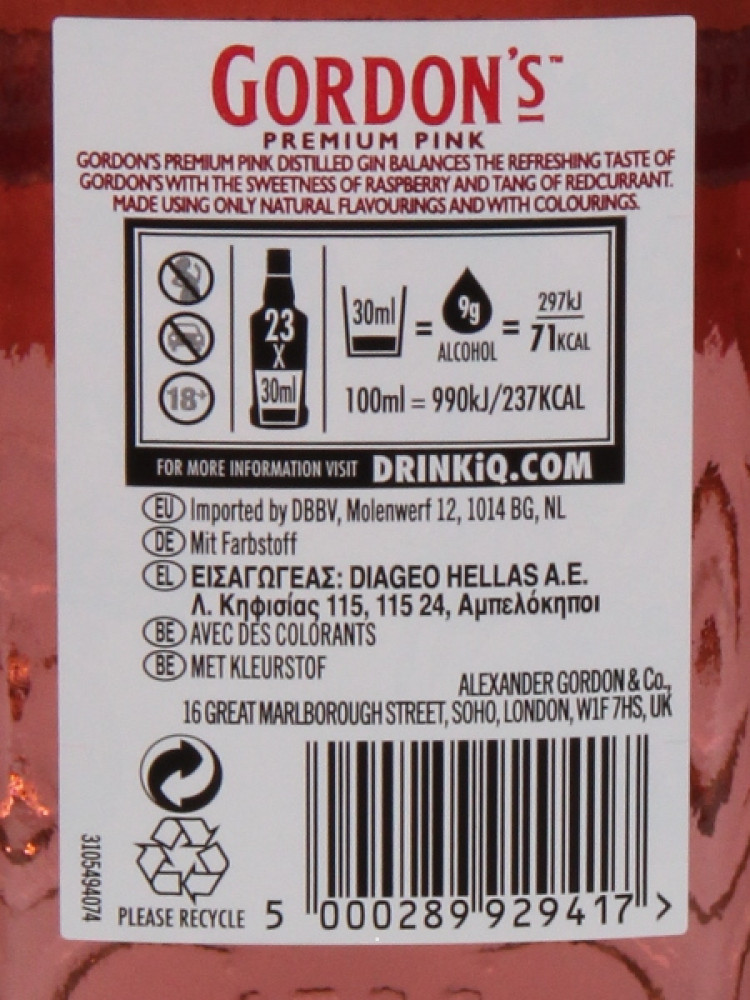 GORDON'S™
PREMIUM PINK
GORDON'S PREMIUM PINK DISTILLED GIN BALANCES THE REFRESHING TASTE OF
GORDON'S WITH THE SWEETNESS OF RASPBERRY AND TANG OF REDCURRANT.
MADE USING ONLY NATURAL FLAVOURINGS AND WITH COLOURINGS.
18+
23
X
30ml
30ml = 9g = 297kJ
ALCOHOL 71KCAL
100ml = 990kJ/237KCAL
FOR MORE INFORMATION VISIT DRINKiQ.COM
EU Imported by DBBV, Molenwerf 12, 1014 BG, NL
DE Mit Farbstoff
EL ΕΙΣΑΓΩΓΕΑΣ: DIAGEO HELLAS A.E.
Λ. Κηφισίας 115, 115 24, Αμπελόκηποι
BE AVEC DES COLORANTS
BE MET KLEURSTOF
ALEXANDER GORDON & Co.,
16 GREAT MARLBOROUGH STREET, SOHO, LONDON, W1F 7HS, UK
3105494074
PLEASE RECYCLE
5 000289 929417 >